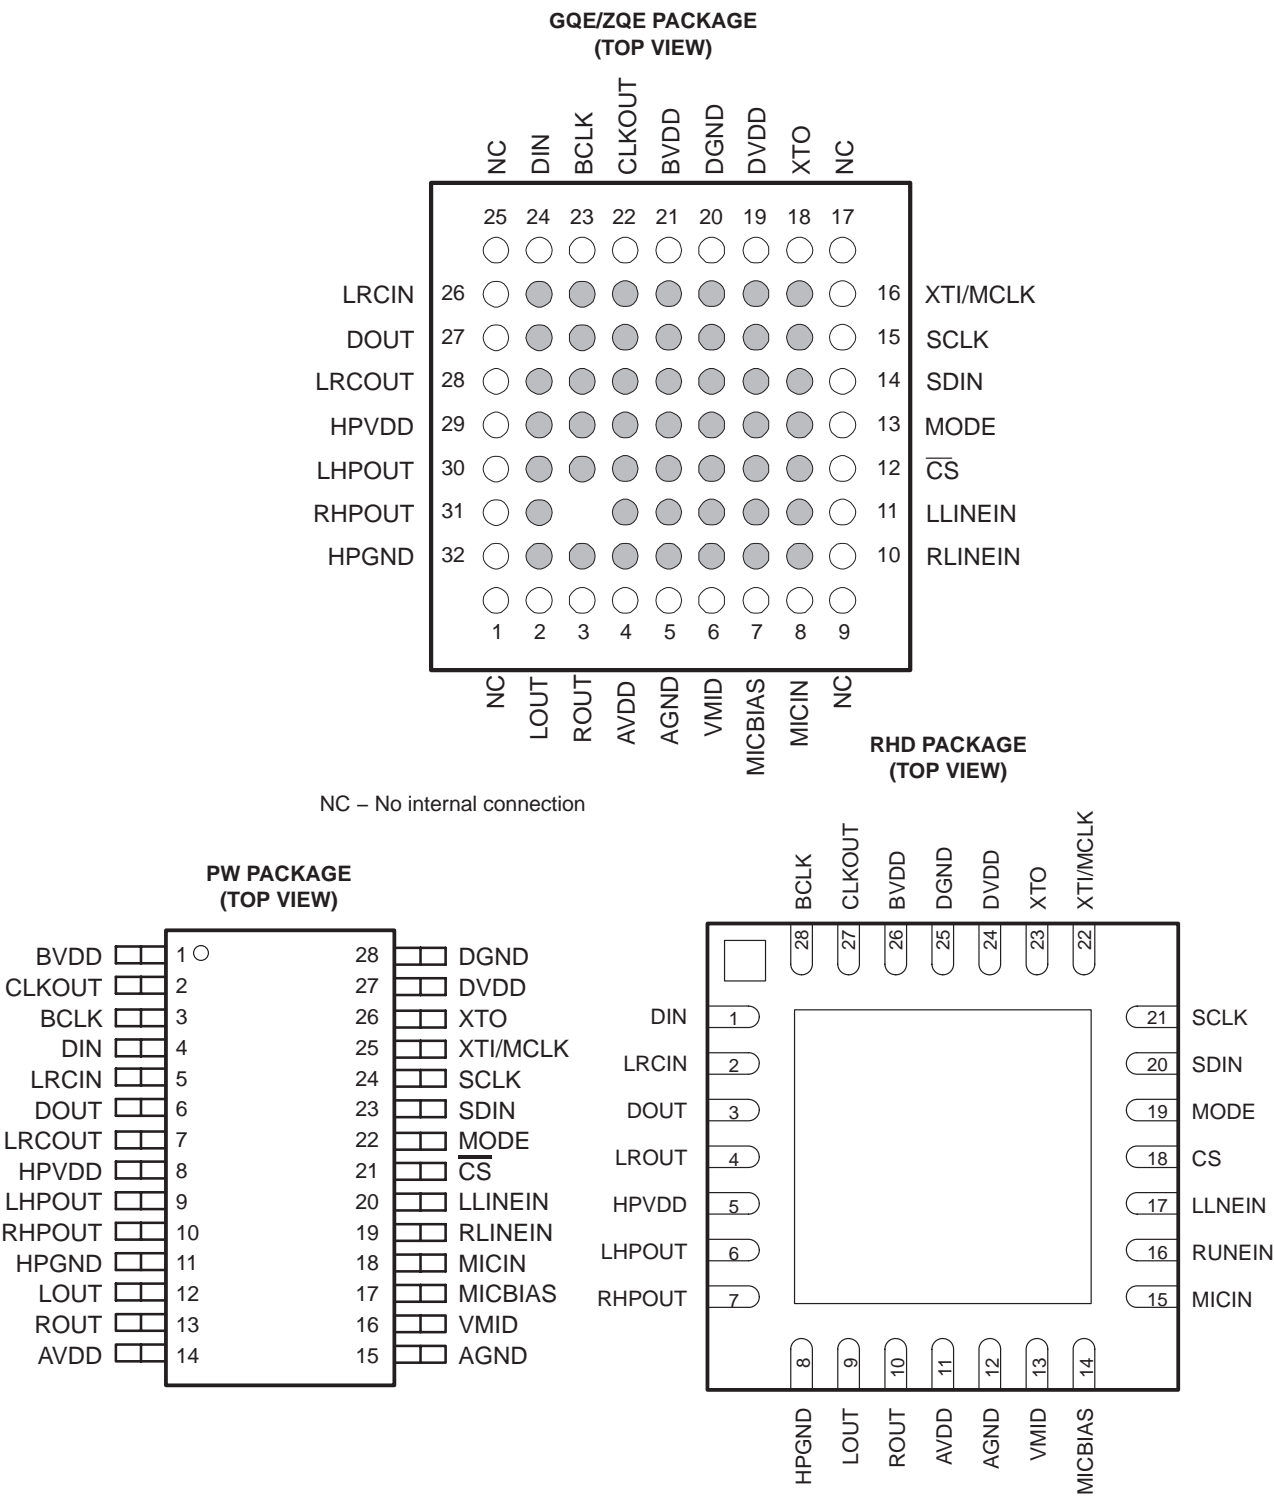 GQE/ZQE PACKAGE
(TOP VIEW)
NC DIN BCLK CLKOUT BVDD DGND DVDD XTO NC
25 24 23 22 21 20 19 18 17
LRCIN 26 16 XTI/MCLK
DOUT 27 15 SCLK
LRCOUT 28 14 SDIN
HPVDD 29 13 MODE
LHPOUT 30 12 C̅S̅
RHPOUT 31 11 LLINEIN
HPGND 32 10 RLINEIN
1 2 3 4 5 6 7 8 9
NC LOUT ROUT AVDD AGND VMID MICBIAS MICIN NC
NC – No internal connection
PW PACKAGE
(TOP VIEW)
BVDD 1 28 DGND
CLKOUT 2 27 DVDD
BCLK 3 26 XTO
DIN 4 25 XTI/MCLK
LRCIN 5 24 SCLK
DOUT 6 23 SDIN
LRCOUT 7 22 MODE
HPVDD 8 21 C̅S̅
LHPOUT 9 20 LLINEIN
RHPOUT 10 19 RLINEIN
HPGND 11 18 MICIN
LOUT 12 17 MICBIAS
ROUT 13 16 VMID
AVDD 14 15 AGND
RHD PACKAGE
(TOP VIEW)
BCLK CLKOUT BVDD DGND DVDD XTO XTI/MCLK
28 27 26 25 24 23 22
DIN 1 21 SCLK
LRCIN 2 20 SDIN
DOUT 3 19 MODE
LROUT 4 18 CS
HPVDD 5 17 LLNEIN
LHPOUT 6 16 RUNEIN
RHPOUT 7 15 MICIN
8 9 10 11 12 13 14
HPGND LOUT ROUT AVDD AGND VMID MICBIAS